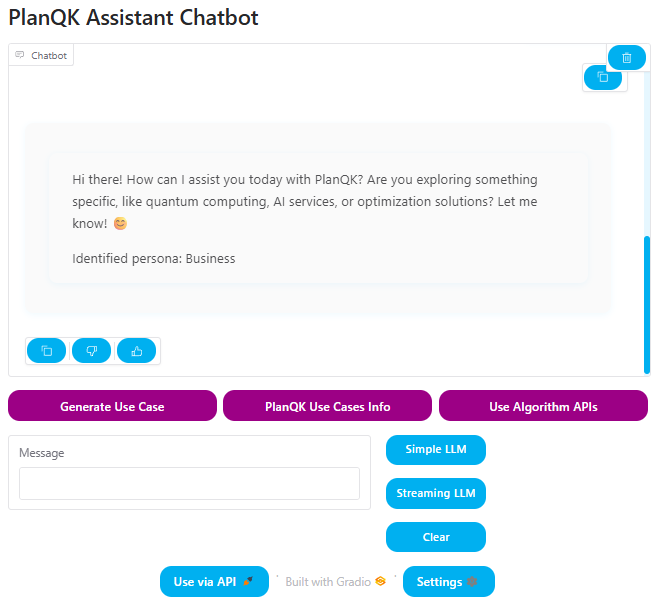 PlanQK Assistant Chatbot
Chatbot
Hi there! How can I assist you today with PlanQK? Are you exploring something
specific, like quantum computing, AI services, or optimization solutions? Let me
know! 😊
Identified persona: Business
Generate Use Case
PlanQK Use Cases Info
Use Algorithm APIs
Message
Simple LLM
Streaming LLM
Clear
Use via API 🚀 · Built with Gradio · Settings ⚙️